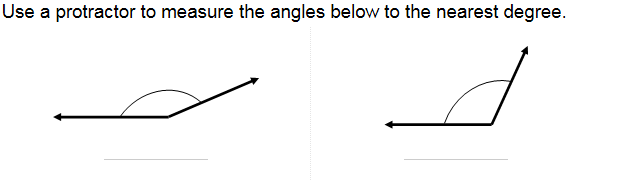 Use a protractor to measure the angles below to the nearest degree.